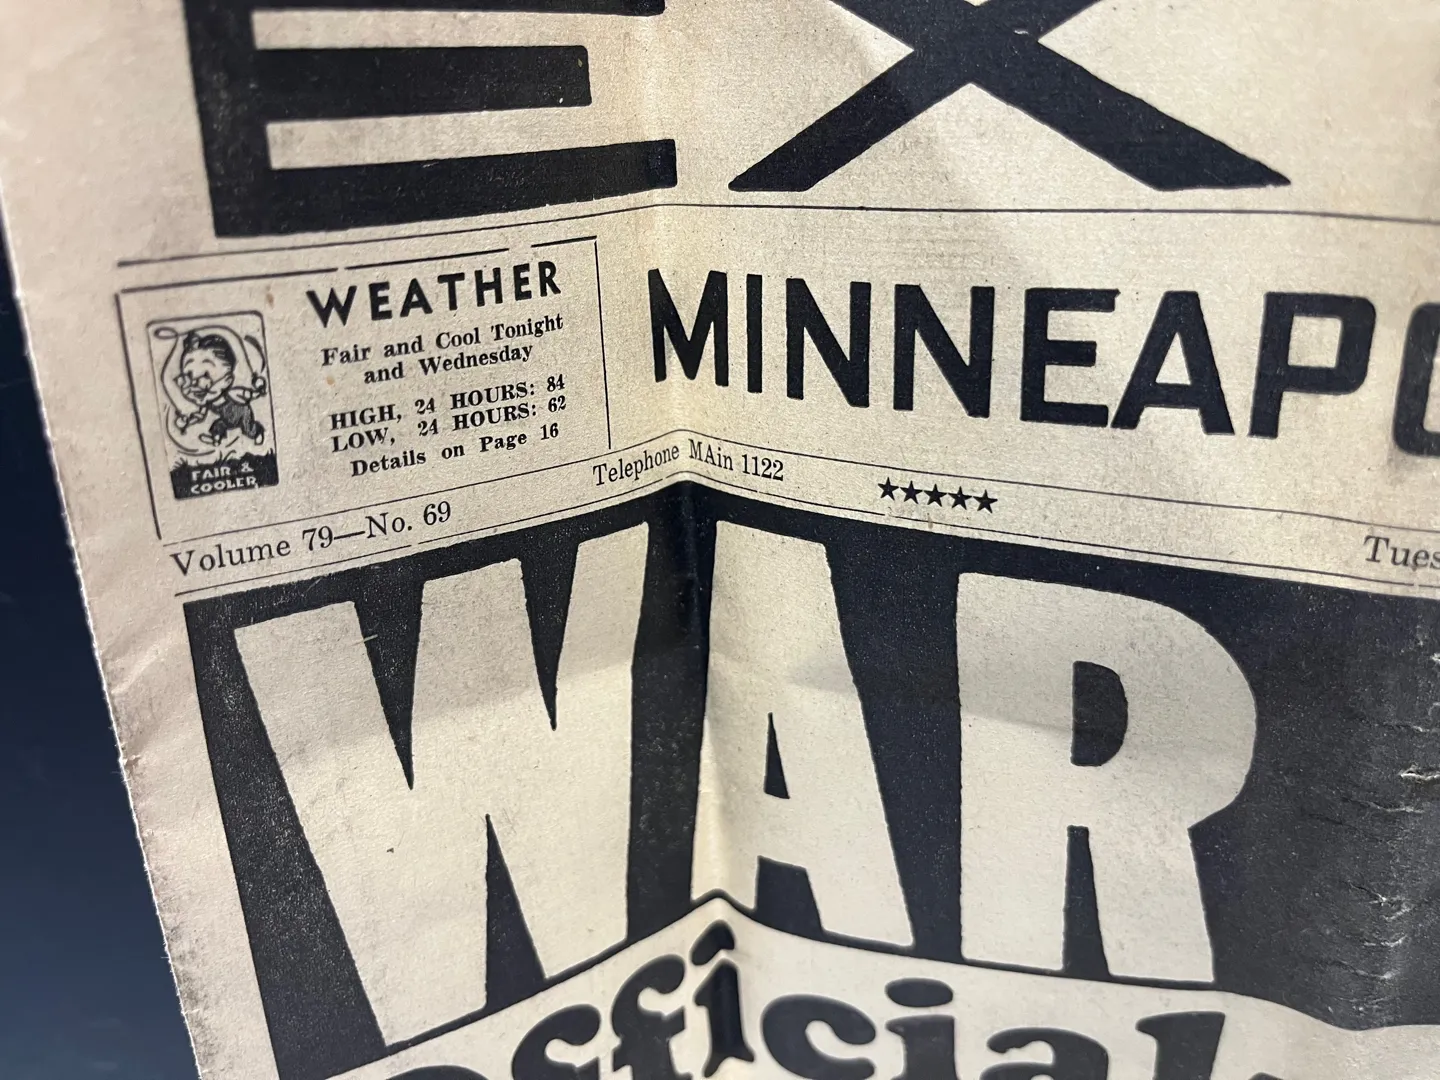 EX
WEATHER
Fair and Cool Tonight
and Wednesday
HIGH, 24 HOURS: 84
LOW, 24 HOURS: 62
Details on Page 16
FAIR &
COOLER
MINNEAPO
Volume 79—No. 69
Telephone MAin 1122
★★★★★
Tues
WAR
Official